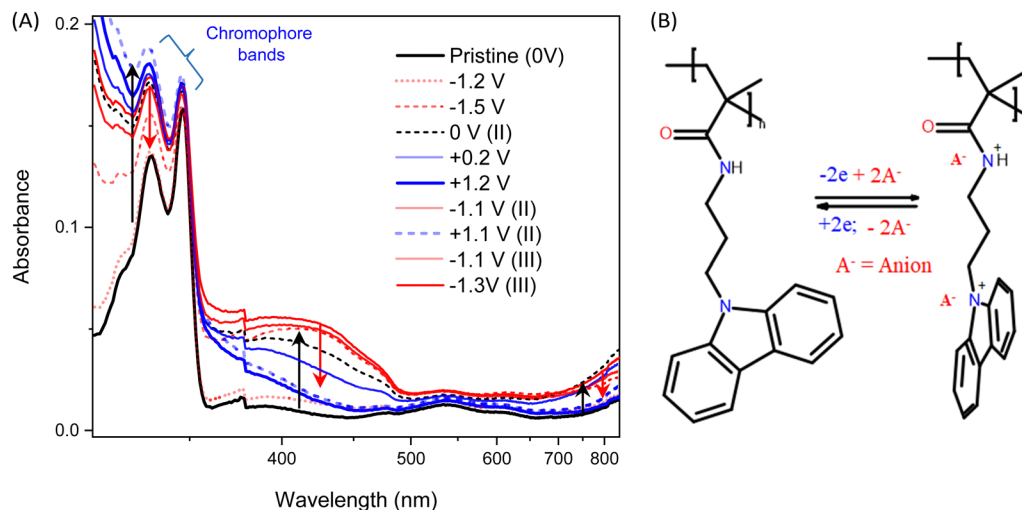 (A)
0.2
0.1
0.0
Absorbance
Chromophore
bands
Pristine (0V)
-1.2 V
-1.5 V
0 V (II)
+0.2 V
+1.2 V
-1.1 V (II)
+1.1 V (II)
-1.1 V (III)
-1.3V (III)
400
500
600
700
800
Wavelength (nm)
(B)
n
O
NH
N
-2e + 2A-
+2e; - 2A-
A- = Anion
n
O
A- NH +
A- N +